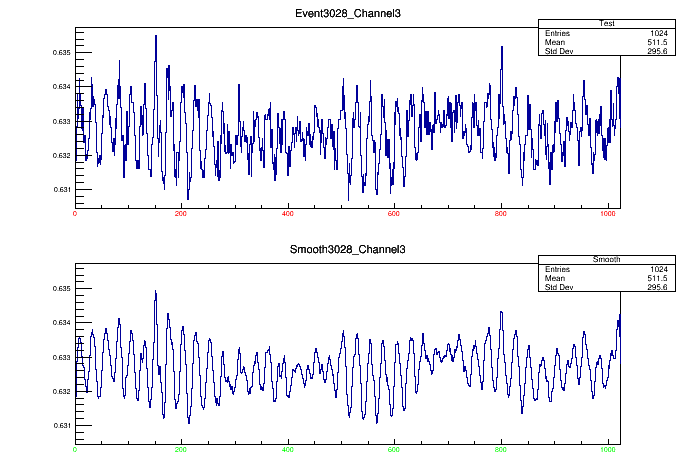 Event3028_Channel3
Test
Entries 1024
Mean 511.5
Std Dev 295.6
0.635
0.634
0.633
0.632
0.631
0 200 400 600 800 1000
Smooth3028_Channel3
Smooth
Entries 1024
Mean 511.5
Std Dev 295.6
0.635
0.634
0.633
0.632
0.631
0 200 400 600 800 1000